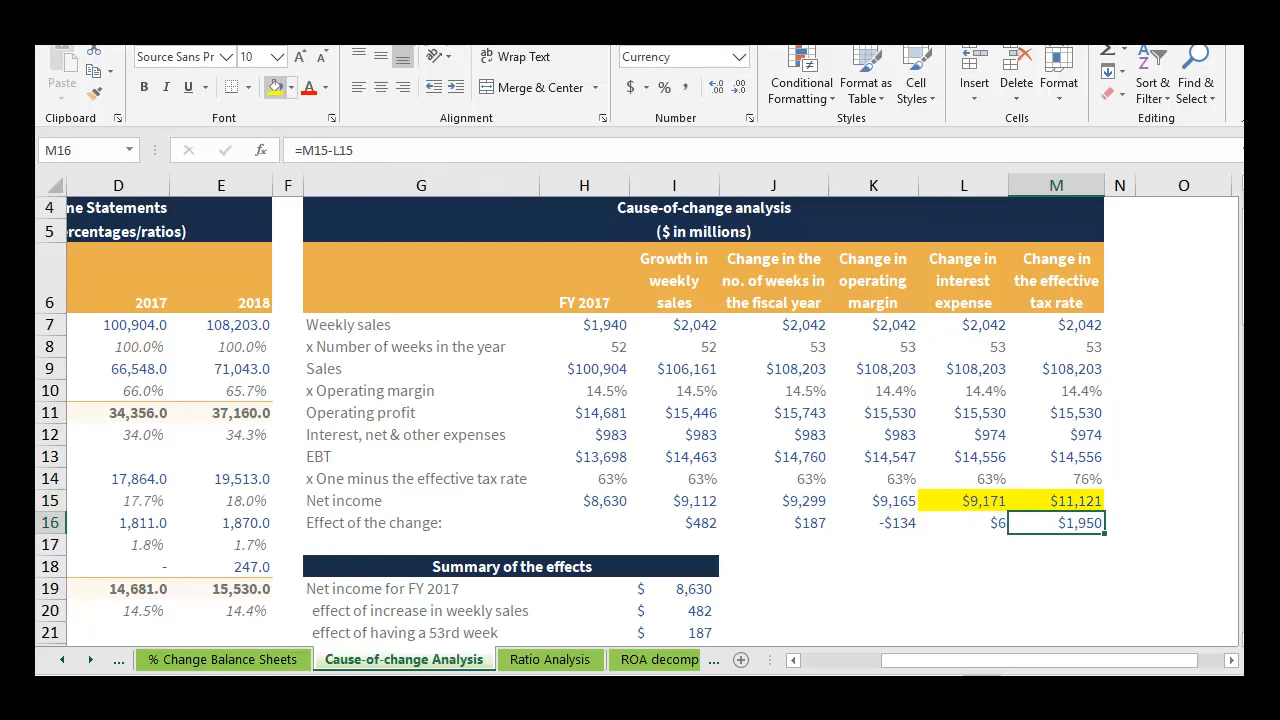 Source Sans Pr 10 A A Wrap Text Currency
Paste B I U A Merge & Center $ % , Conditional Formatting Format as Table Cell Styles Insert Delete Format Sort & Filter Find & Select
Clipboard Font Alignment Number Styles Cells Editing
M16 fx =M15-L15
D E F G H I J K L M N O
4 me Statements Cause-of-change analysis
5 ercentages/ratios) ($ in millions)
Growth in Change in the Change in Change in Change in
weekly no. of weeks in operating interest the effective
6 2017 2018 FY 2017 sales the fiscal year margin expense tax rate
7 100,904.0 108,203.0 Weekly sales $1,940 $2,042 $2,042 $2,042 $2,042 $2,042
8 100.0% 100.0% x Number of weeks in the year 52 52 53 53 53 53
9 66,548.0 71,043.0 Sales $100,904 $106,161 $108,203 $108,203 $108,203 $108,203
10 66.0% 65.7% x Operating margin 14.5% 14.5% 14.5% 14.4% 14.4% 14.4%
11 34,356.0 37,160.0 Operating profit $14,681 $15,446 $15,743 $15,530 $15,530 $15,530
12 34.0% 34.3% Interest, net & other expenses $983 $983 $983 $983 $974 $974
13 EBT $13,698 $14,463 $14,760 $14,547 $14,556 $14,556
14 17,864.0 19,513.0 x One minus the effective tax rate 63% 63% 63% 63% 63% 76%
15 17.7% 18.0% Net income $8,630 $9,112 $9,299 $9,165 $9,171 $11,121
16 1,811.0 1,870.0 Effect of the change: $482 $187 -$134 $6 $1,950
17 1.8% 1.7%
18 - 247.0 Summary of the effects
19 14,681.0 15,530.0 Net income for FY 2017 $ 8,630
20 14.5% 14.4% effect of increase in weekly sales $ 482
21 effect of having a 53rd week $ 187
... % Change Balance Sheets Cause-of-change Analysis Ratio Analysis ROA decomp ...